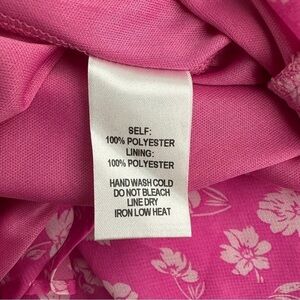 SELF:
100% POLYESTER
LINING:
100% POLYESTER
HAND WASH COLD
DO NOT BLEACH
LINE DRY
IRON LOW HEAT